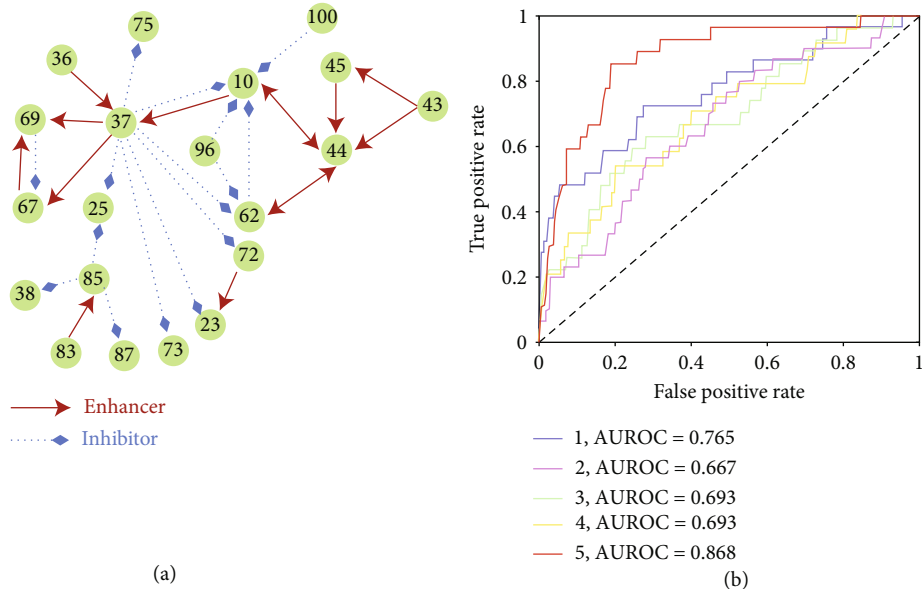 75
100
36
10
45
43
69
37
96
44
67
25
62
72
38
85
23
83
87
73
Enhancer
Inhibitor
(a)
1
0.8
0.6
0.4
0.2
0
True positive rate
0
0.2
0.4
0.6
0.8
1
False positive rate
1, AUROC = 0.765
2, AUROC = 0.667
3, AUROC = 0.693
4, AUROC = 0.693
5, AUROC = 0.868
(b)